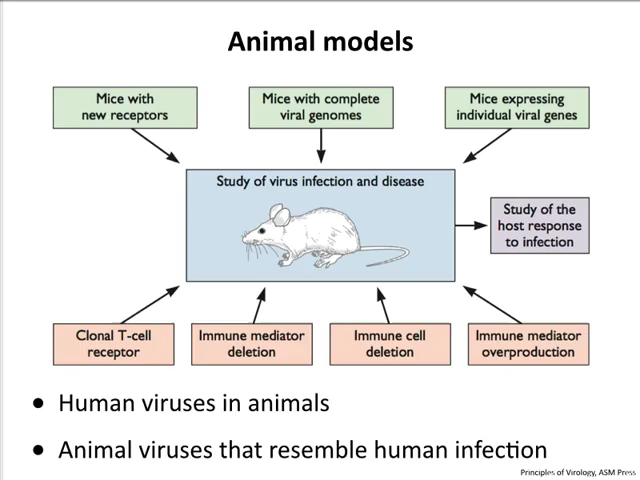 Animal models
Mice with
new receptors
Mice with complete
viral genomes
Mice expressing
individual viral genes
Study of virus infection and disease
Study of the
host response
to infection
Clonal T-cell
receptor
Immune mediator
deletion
Immune cell
deletion
Immune mediator
overproduction
• Human viruses in animals
• Animal viruses that resemble human infection
Principles of Virology, ASM Press